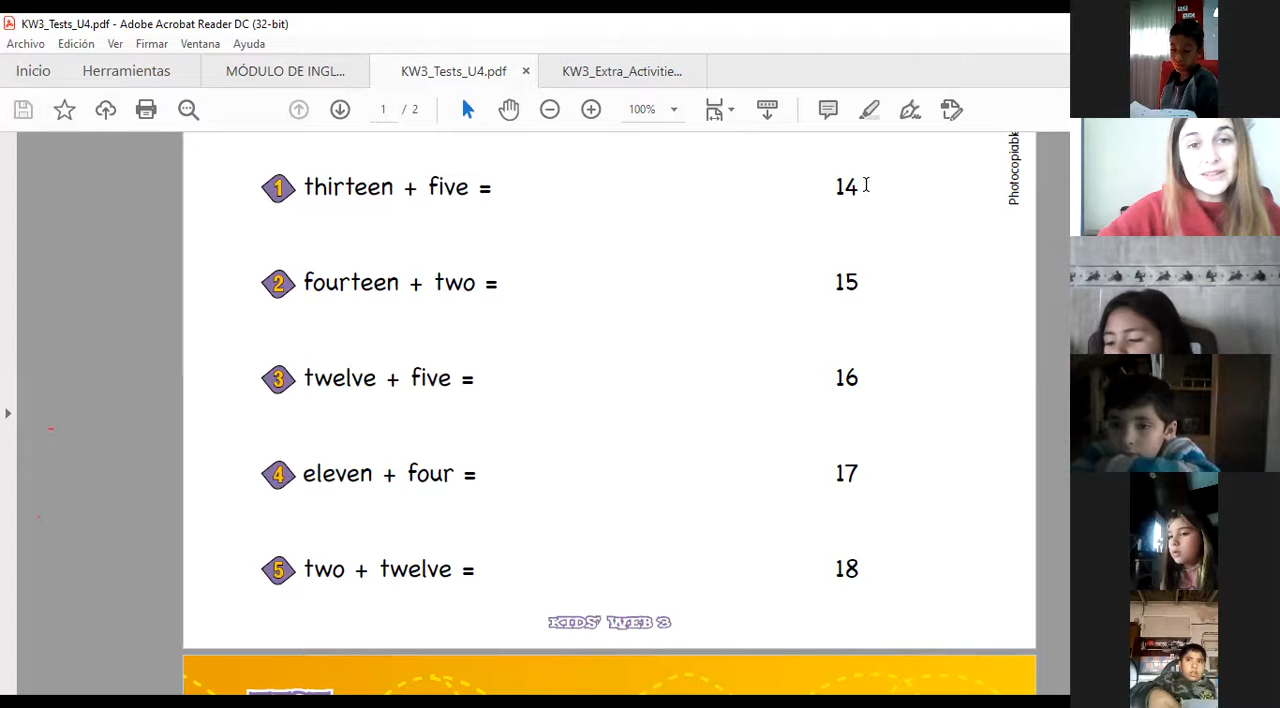 KW3_Tests_U4.pdf - Adobe Acrobat Reader DC (32-bit)
Archivo Edición Ver Firmar Ventana Ayuda
Inicio Herramientas MÓDULO DE INGL... KW3_Tests_U4.pdf × KW3_Extra_Activitie...
1 / 2 100%
Photocopiabl
1 thirteen + five = 14
2 fourteen + two = 15
3 twelve + five = 16
4 eleven + four = 17
5 two + twelve = 18
KIDS' WEB 3